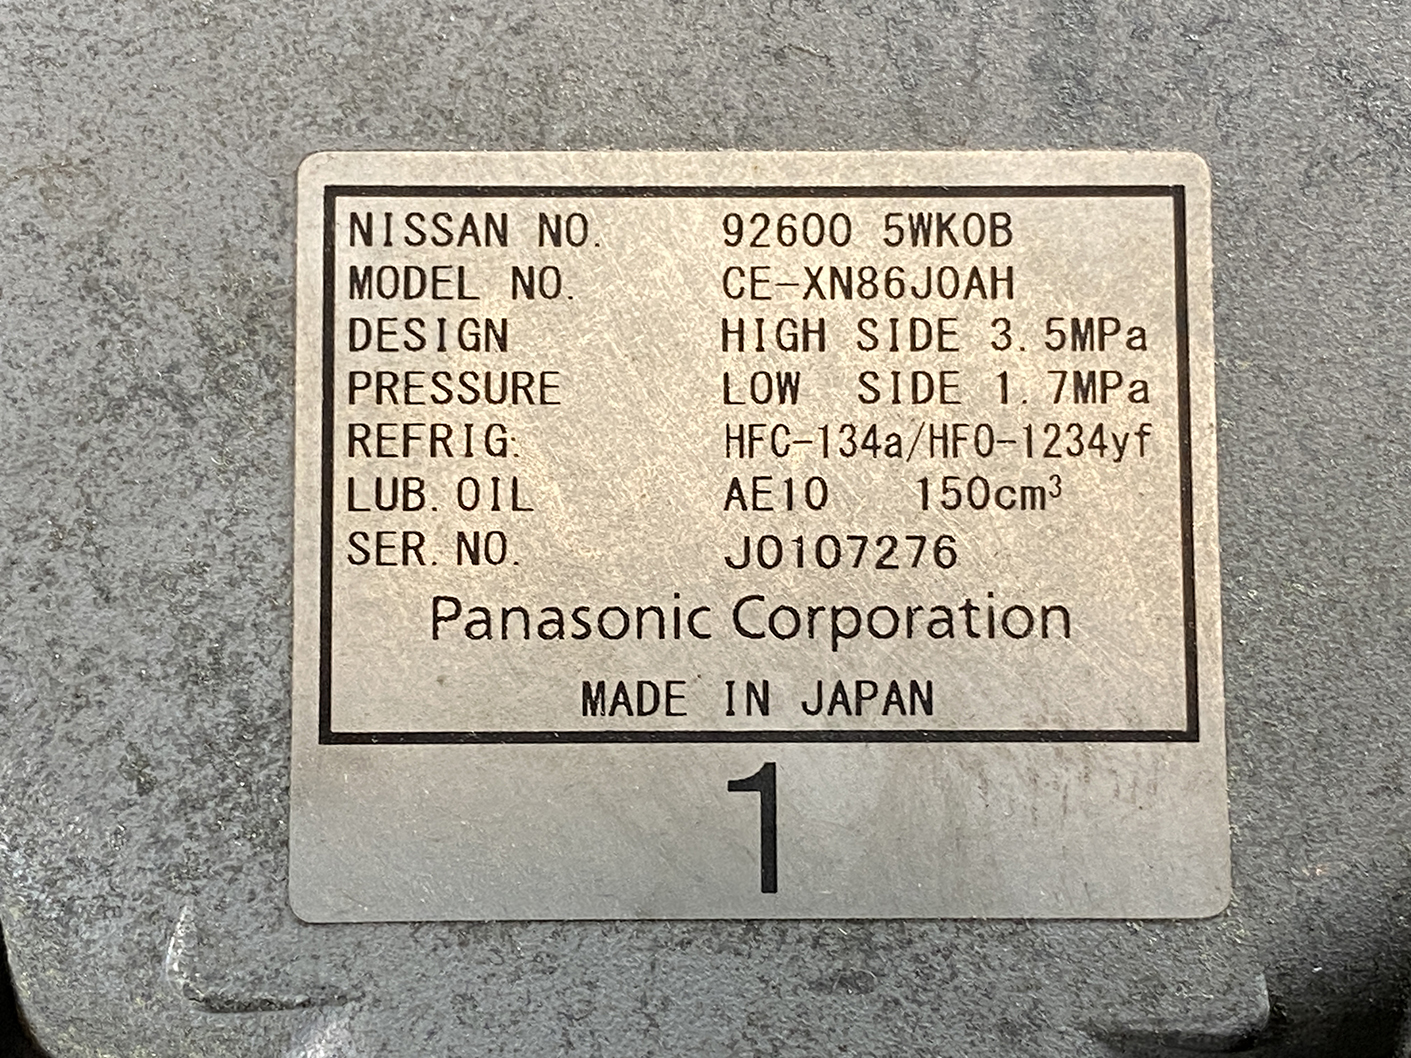 NISSAN NO. 92600 5WK0B
MODEL NO. CE-XN86J0AH
DESIGN HIGH SIDE 3.5MPa
PRESSURE LOW SIDE 1.7MPa
REFRIG. HFC-134a/HFO-1234yf
LUB. OIL AE10 150cm³
SER. NO. J0107276
Panasonic Corporation
MADE IN JAPAN
1